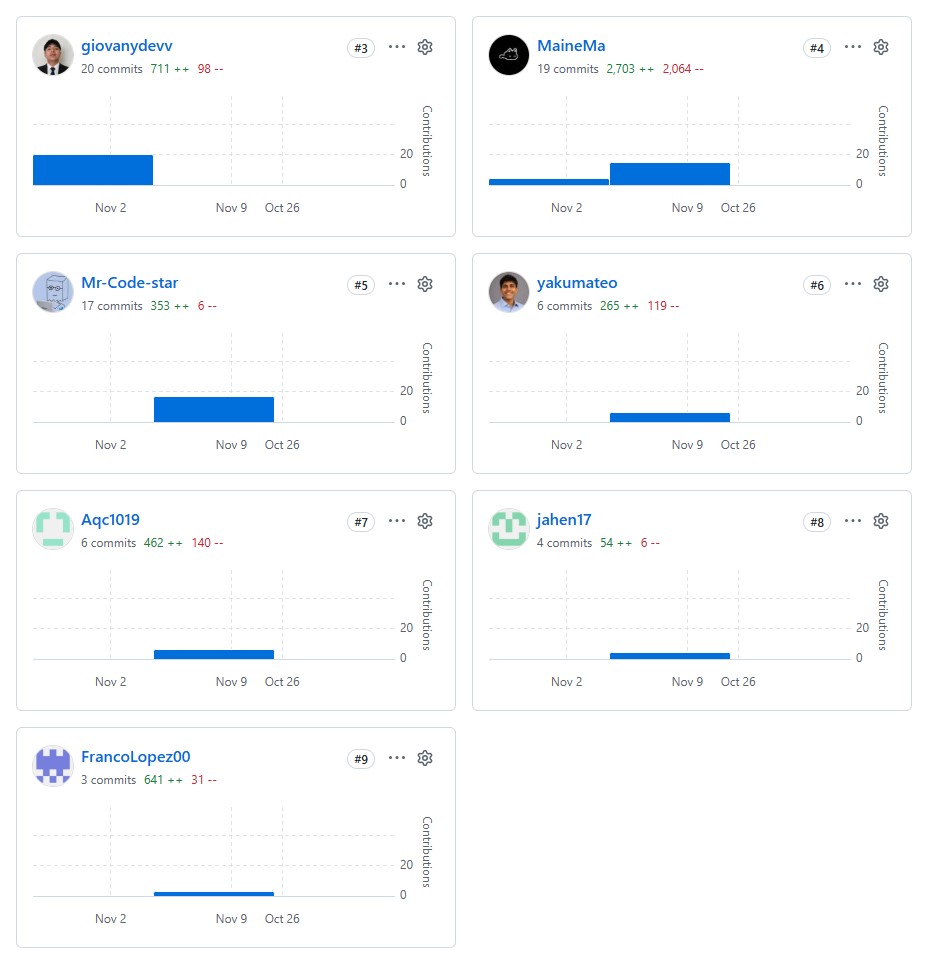 giovanydevv
#3
20 commits 711 ++ 98 --
Contributions
20
0
Nov 2 Nov 9 Oct 26
MaineMa
#4
19 commits 2,703 ++ 2,064 --
Contributions
20
0
Nov 2 Nov 9 Oct 26
Mr-Code-star
#5
17 commits 353 ++ 6 --
Contributions
20
0
Nov 2 Nov 9 Oct 26
yakumateo
#6
6 commits 265 ++ 119 --
Contributions
20
0
Nov 2 Nov 9 Oct 26
Aqc1019
#7
6 commits 462 ++ 140 --
Contributions
20
0
Nov 2 Nov 9 Oct 26
jahen17
#8
4 commits 54 ++ 6 --
Contributions
20
0
Nov 2 Nov 9 Oct 26
FrancoLopez00
#9
3 commits 641 ++ 31 --
Contributions
20
0
Nov 2 Nov 9 Oct 26